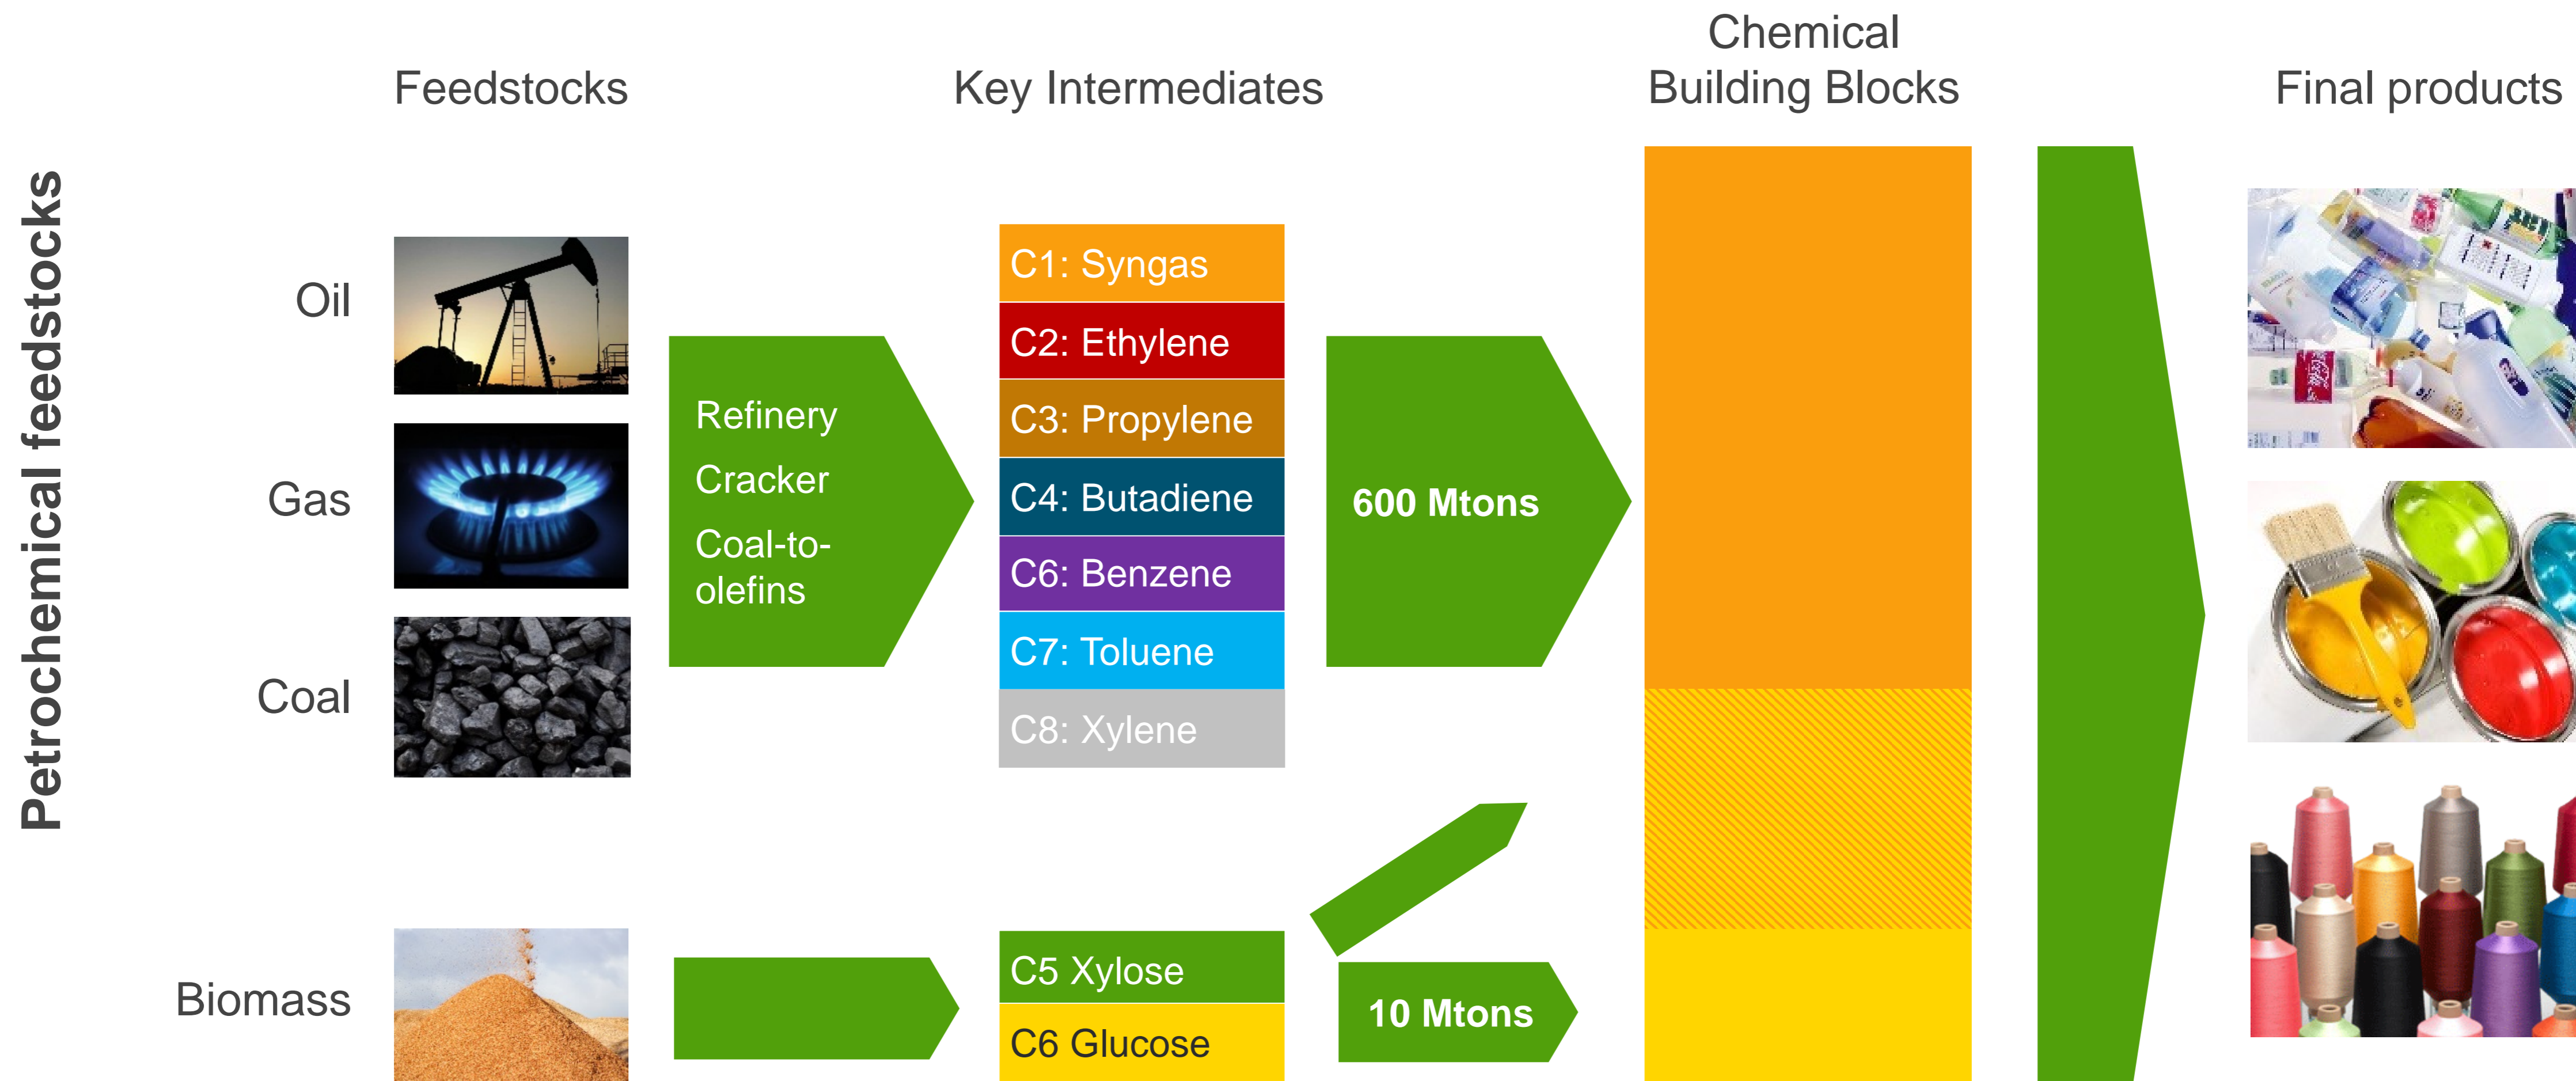 Chemical
Feedstocks
Key Intermediates
Building Blocks
Final products
Petrochemical feedstocks
Oil
Gas
Coal
Refinery
Cracker
Coal-to-
olefins
C1: Syngas
C2: Ethylene
C3: Propylene
C4: Butadiene
C6: Benzene
C7: Toluene
C8: Xylene
600 Mtons
Biomass
C5 Xylose
C6 Glucose
10 Mtons